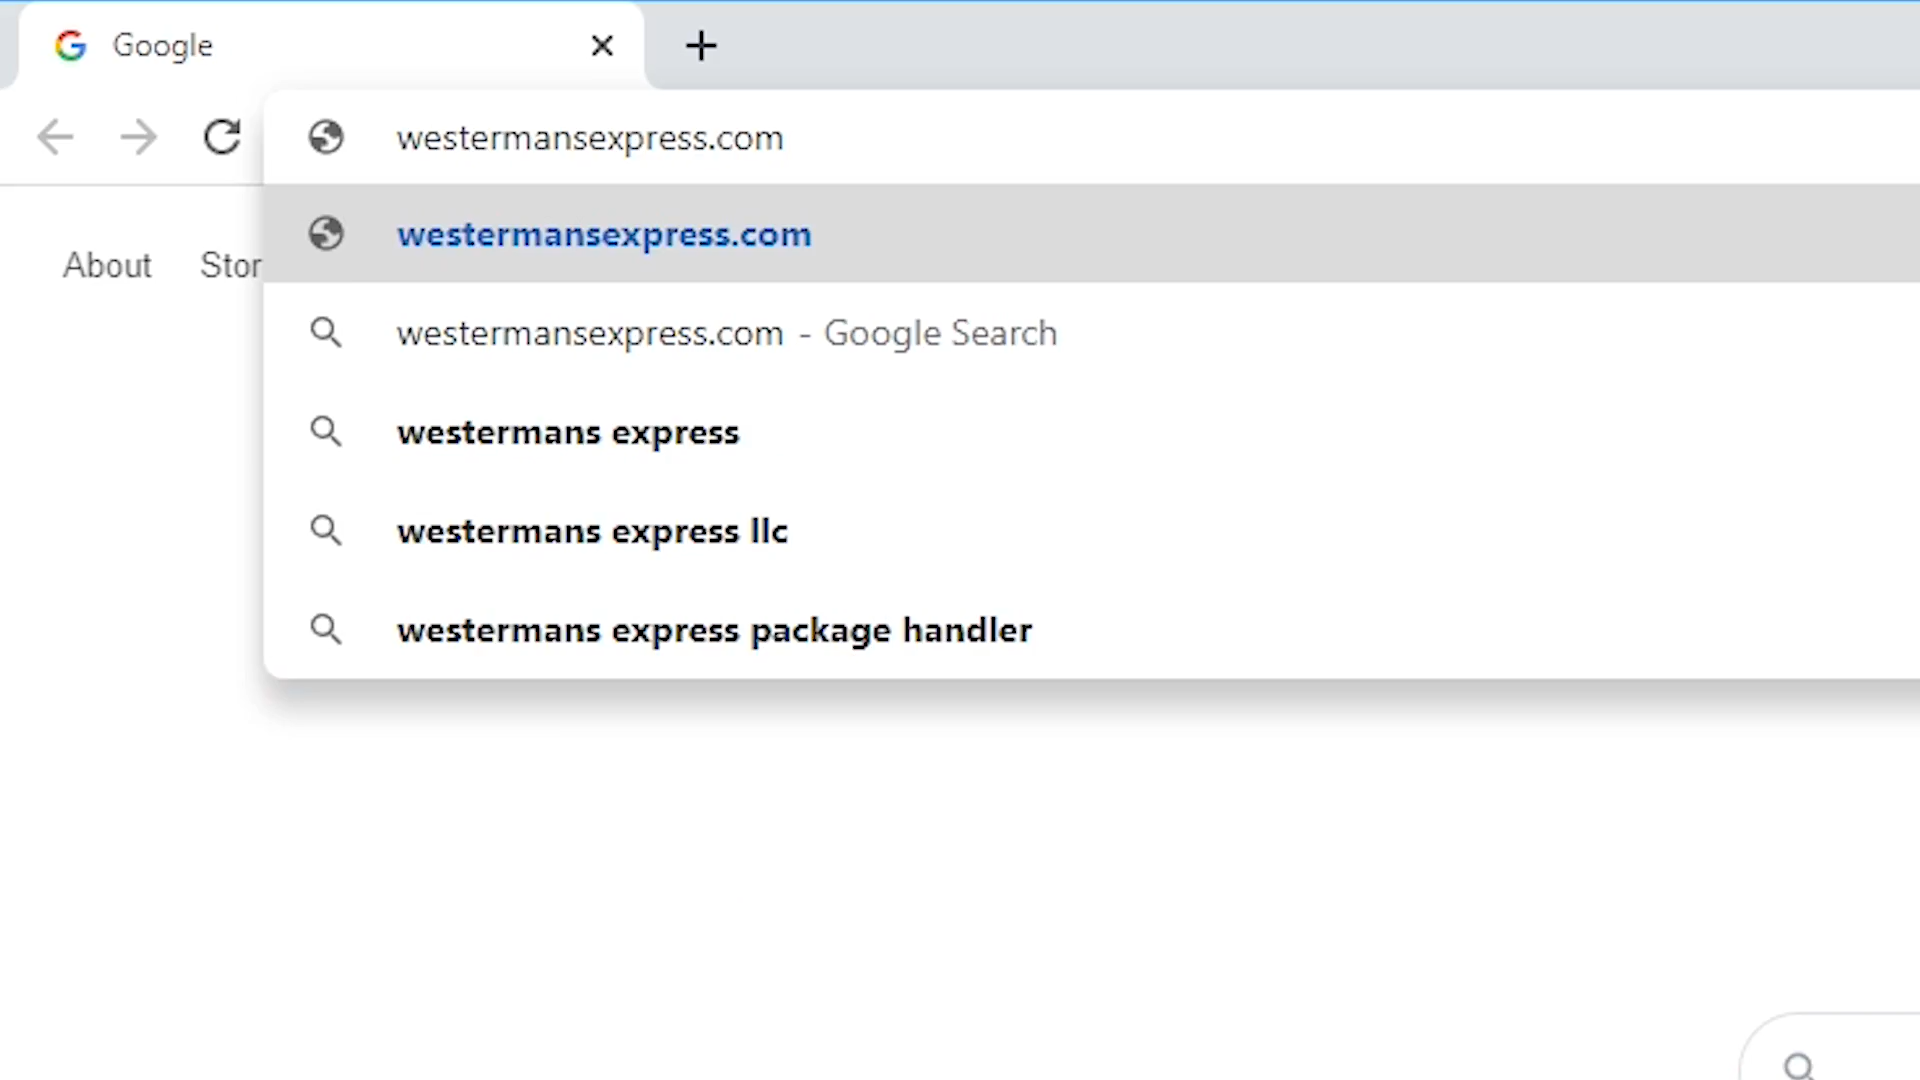 Google
westermansexpress.com
westermansexpress.com
About Stor
westermansexpress.com - Google Search
westermans express
westermans express llc
westermans express package handler